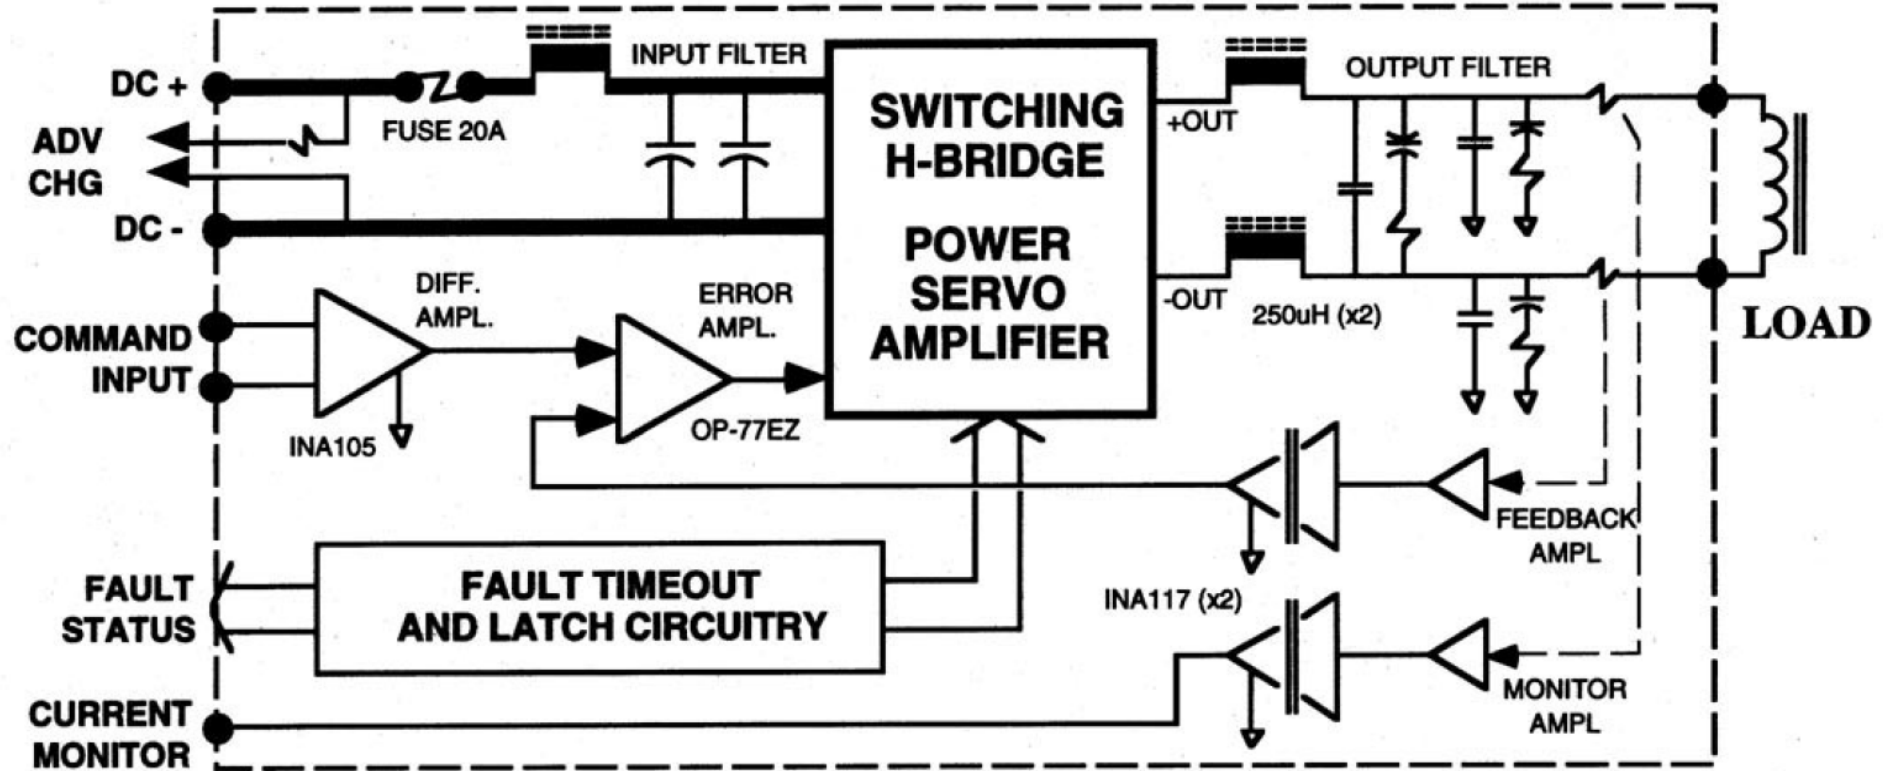 DC +
ADV
CHG
DC -
FUSE 20A
INPUT FILTER
SWITCHING
H-BRIDGE
POWER
SERVO
AMPLIFIER
+OUT
-OUT
OUTPUT FILTER
250uH (x2)
LOAD
COMMAND
INPUT
DIFF.
AMPL.
INA105
ERROR
AMPL.
OP-77EZ
FEEDBACK
AMPL
INA117 (x2)
FAULT
STATUS
FAULT TIMEOUT
AND LATCH CIRCUITRY
MONITOR
AMPL
CURRENT
MONITOR